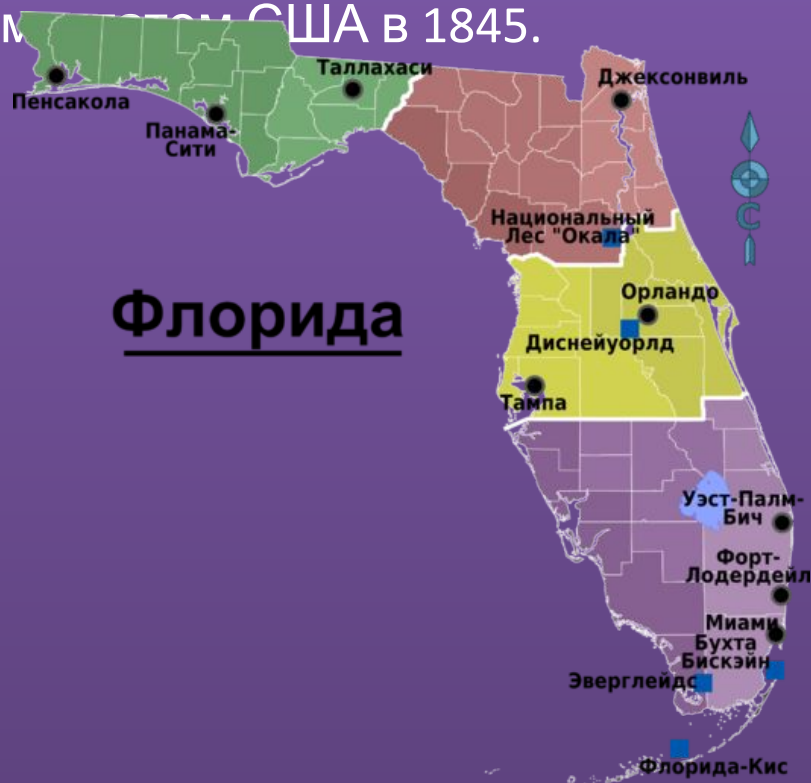 США в 1845.
Таллахаси
Джексонвиль
Пенсакола
Панама-
Сити
Национальный
Лес "Окала"
С
Орландо
Флорида
Диснейуорлд
Тампа
Уэст-Палм-
Бич
Форт-
Лодердейл
Миами
Бухта
Бискэйн
Эверглейдс
Флорида-Кис